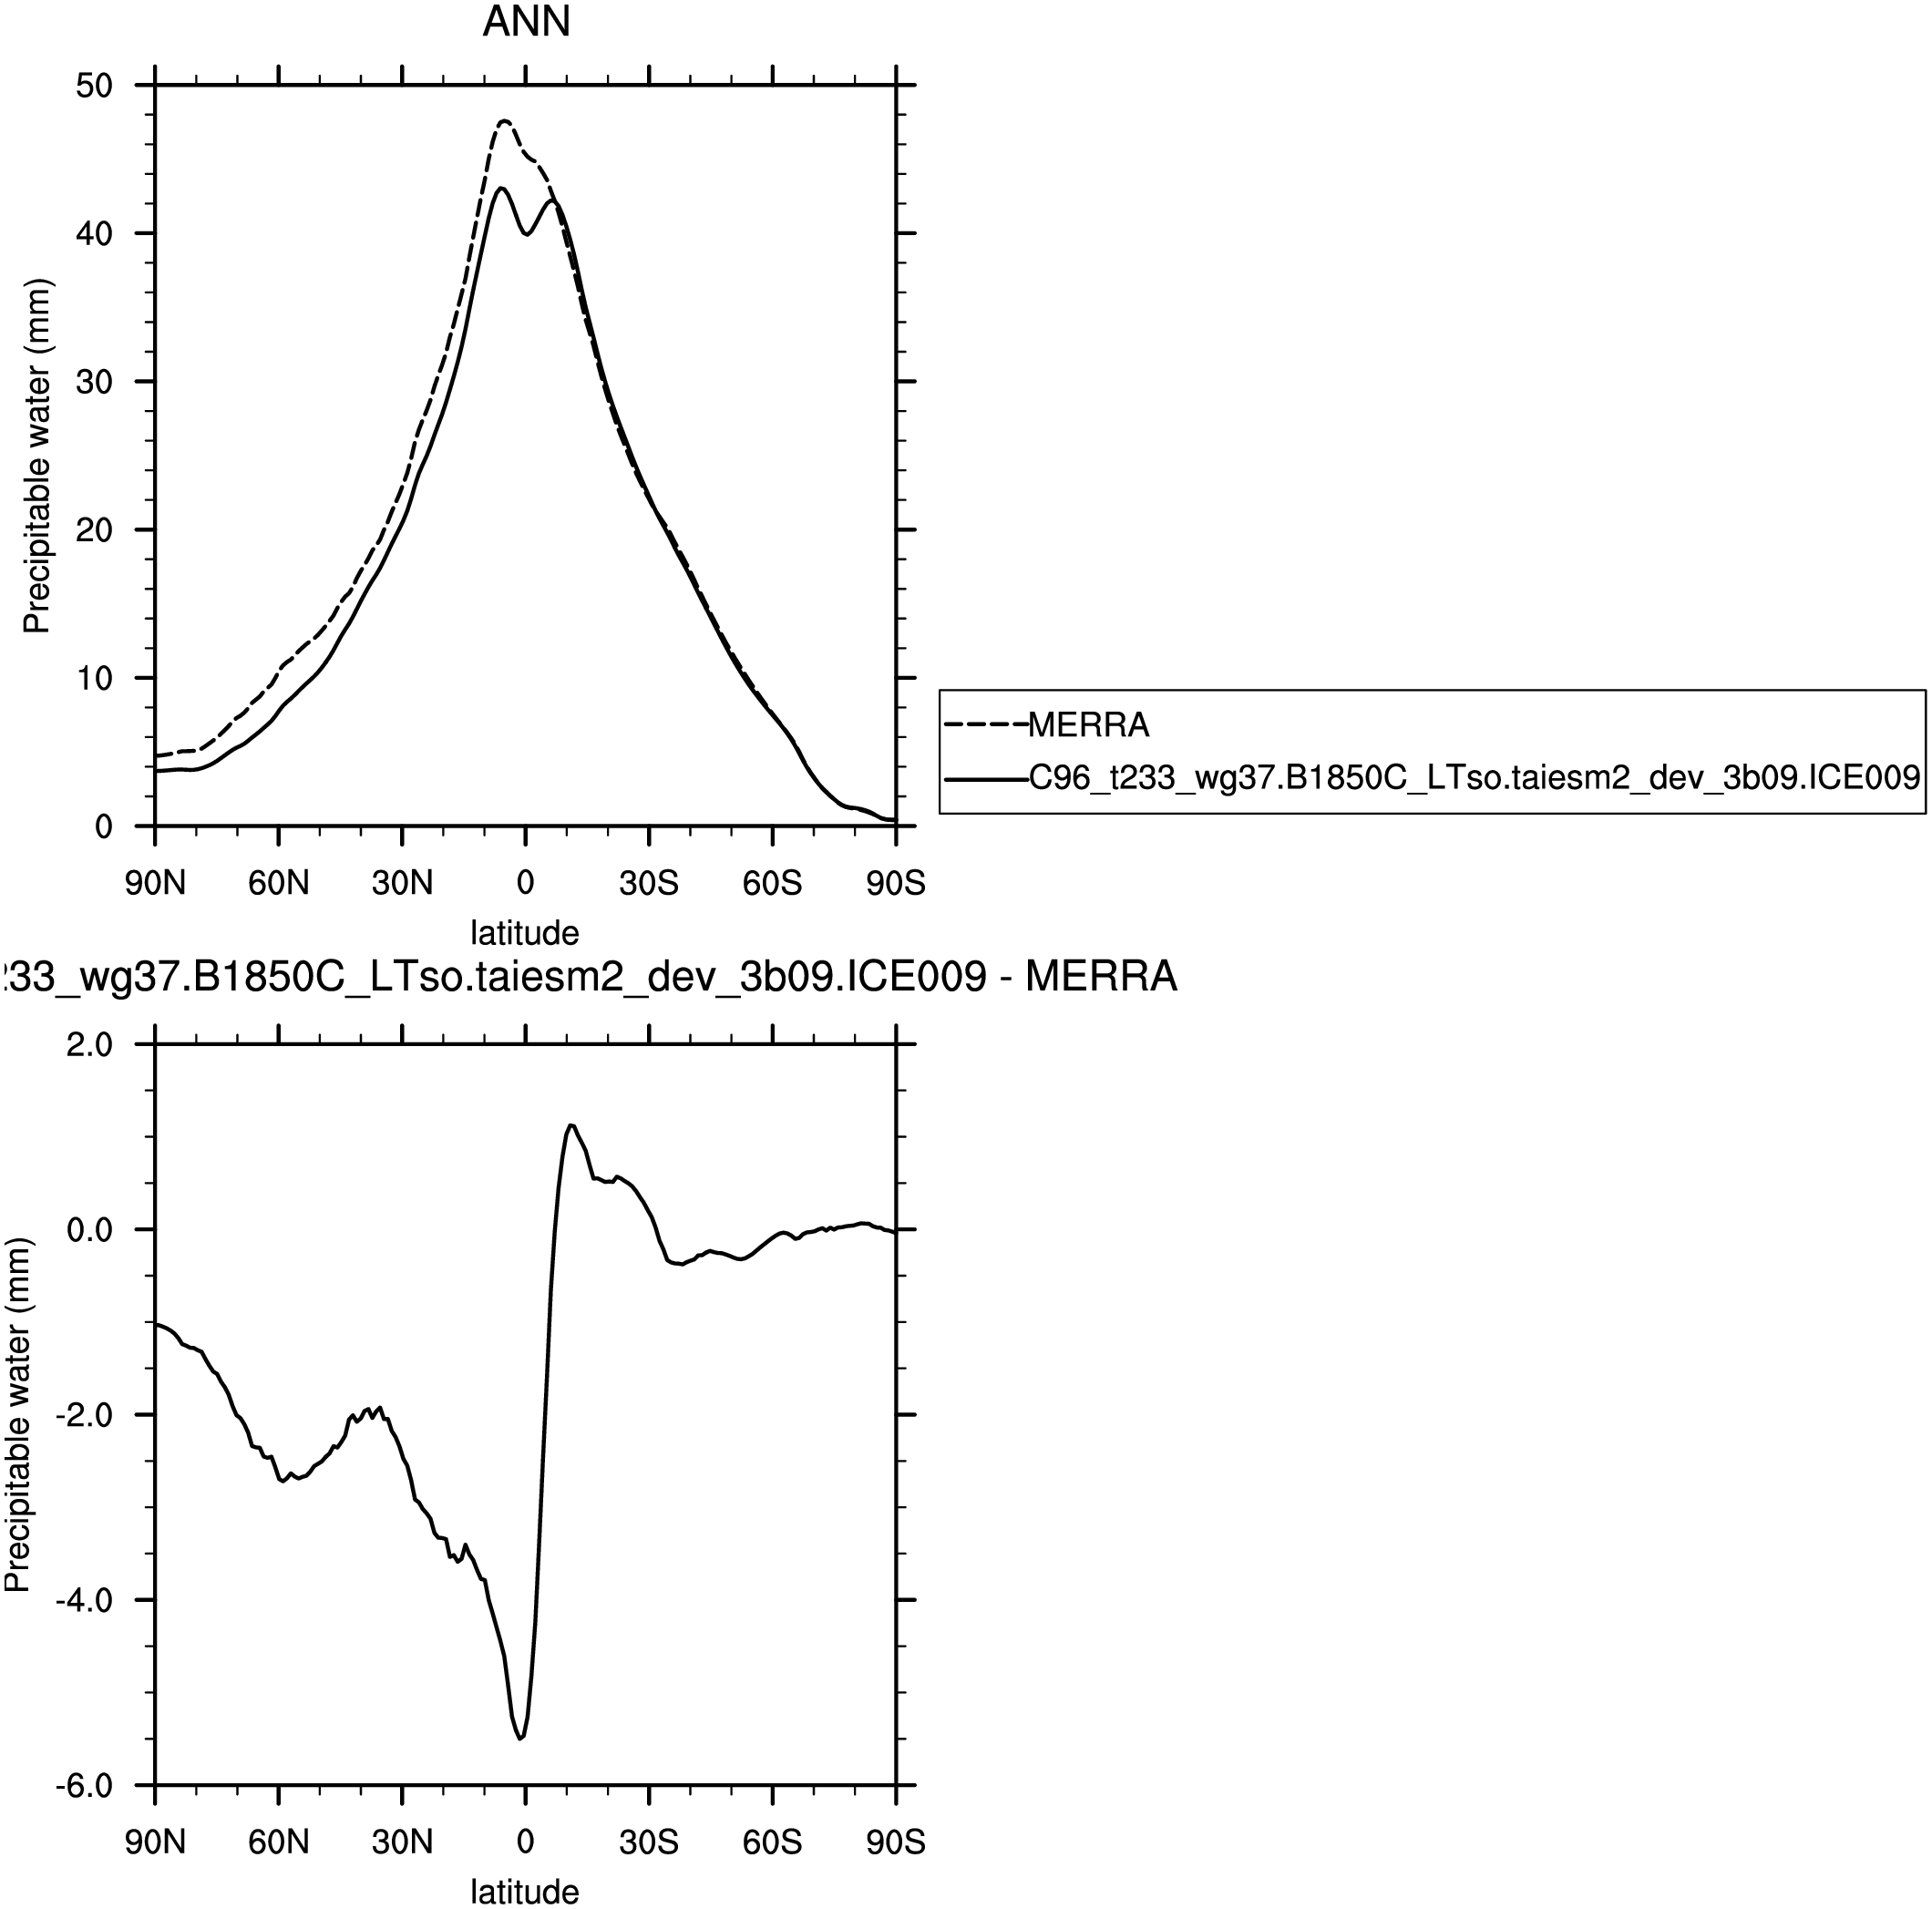 ANN
50
40
30
20
10
0
Precipitable water (mm)
90N 60N 30N 0 30S 60S 90S
latitude
MERRA
C96_t233_wg37.B1850C_LTso.taiesm2_dev_3b09.ICE009
33_wg37.B1850C_LTso.taiesm2_dev_3b09.ICE009 - MERRA
2.0
0.0
-2.0
-4.0
-6.0
Precipitable water (mm)
90N 60N 30N 0 30S 60S 90S
latitude